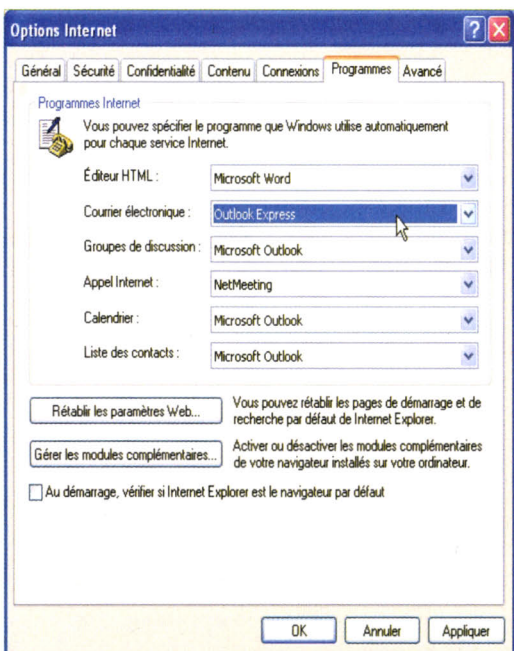 Options Internet
Général Sécurité Confidentialité Contenu Connexions Programmes Avancé
Programmes Internet
Vous pouvez spécifier le programme que Windows utilise automatiquement
pour chaque service Internet.
Éditeur HTML : Microsoft Word
Courrier électronique : Outlook Express
Groupes de discussion : Microsoft Outlook
Appel Internet : NetMeeting
Calendrier : Microsoft Outlook
Liste des contacts : Microsoft Outlook
Rétablir les paramètres Web... Vous pouvez rétablir les pages de démarrage et de
recherche par défaut de Internet Explorer.
Gérer les modules complémentaires... Activer ou désactiver les modules complémentaires
de votre navigateur installés sur votre ordinateur.
Au démarrage, vérifier si Internet Explorer est le navigateur par défaut
OK Annuler Appliquer